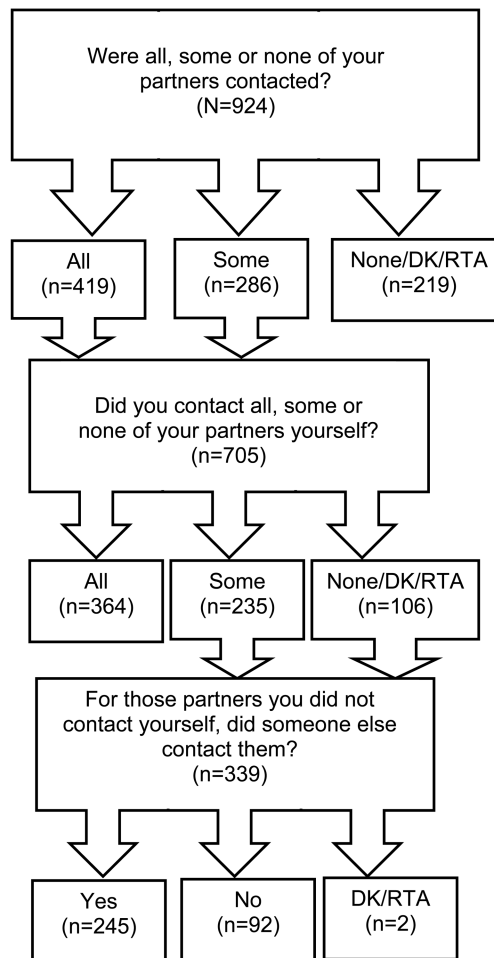 Were all, some or none of your
partners contacted?
(N=924)
All
(n=419)
Some
(n=286)
None/DK/RTA
(n=219)
Did you contact all, some or
none of your partners yourself?
(n=705)
All
(n=364)
Some
(n=235)
None/DK/RTA
(n=106)
For those partners you did not
contact yourself, did someone else
contact them?
(n=339)
Yes
(n=245)
No
(n=92)
DK/RTA
(n=2)